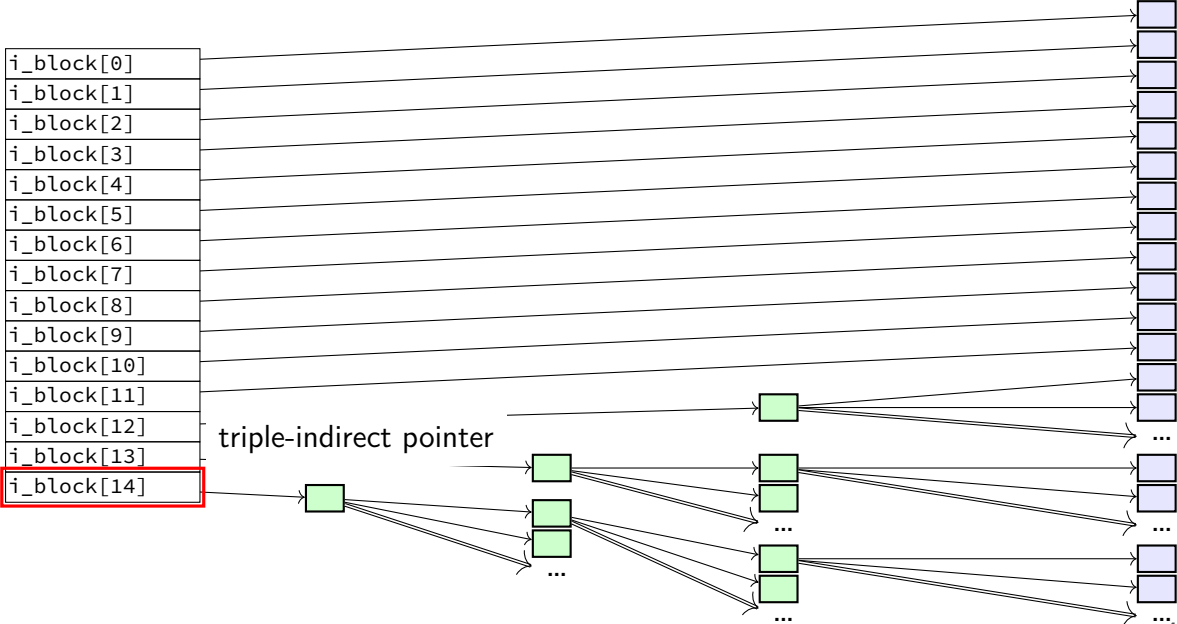 i_block[0]
i_block[1]
i_block[2]
i_block[3]
i_block[4]
i_block[5]
i_block[6]
i_block[7]
i_block[8]
i_block[9]
i_block[10]
i_block[11]
i_block[12]
triple-indirect pointer
...
i_block[13]
i_block[14]
...
...
...
...
...